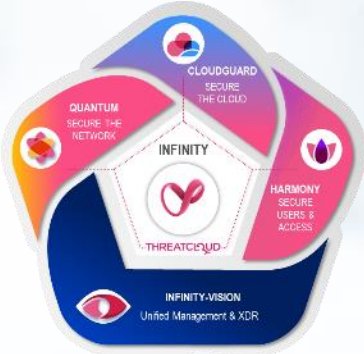 CLOUDGUARD
SECURE
THE CLOUD
QUANTUM
SECURE THE
NETWORK
INFINITY
THREATCLOUD
HARMONY
SECURE
USERS &
ACCESS
INFINITY-VISION
Unified Management & XDR